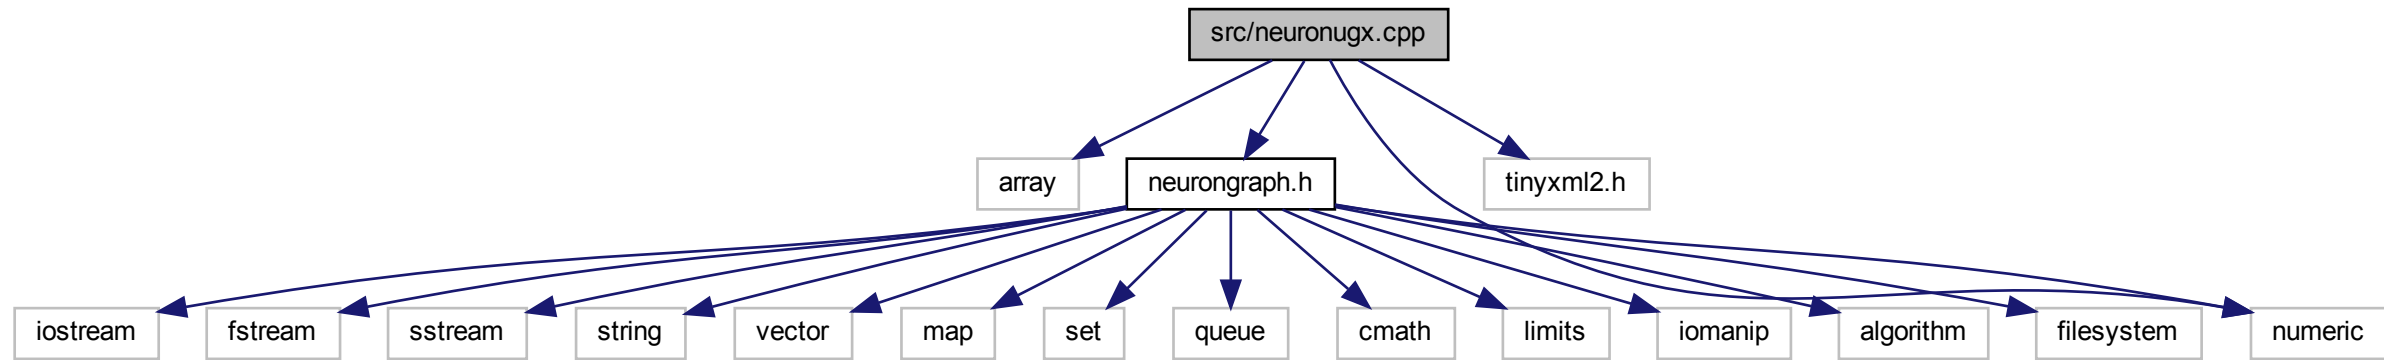 src/neuronugx.cpp
array
neurongraph.h
tinyxml2.h
iostream
fstream
sstream
string
vector
map
set
queue
cmath
limits
iomanip
algorithm
filesystem
numeric